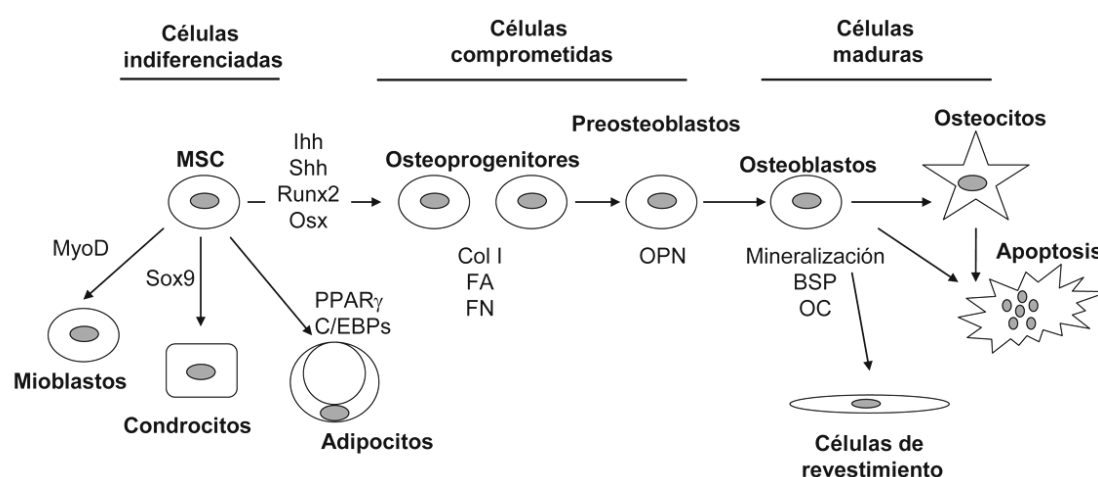 Células
indiferenciadas
Células
comprometidas
Células
maduras
MSC
Ihh
Shh
Runx2
Osx
Osteoprogenitores
Preosteoblastos
Osteoblastos
Osteocitos
MyoD
Sox9
PPARγ
C/EBPs
Col I
FA
FN
OPN
Mineralización
BSP
OC
Apoptosis
Mioblastos
Condrocitos
Adipocitos
Células de
revestimiento